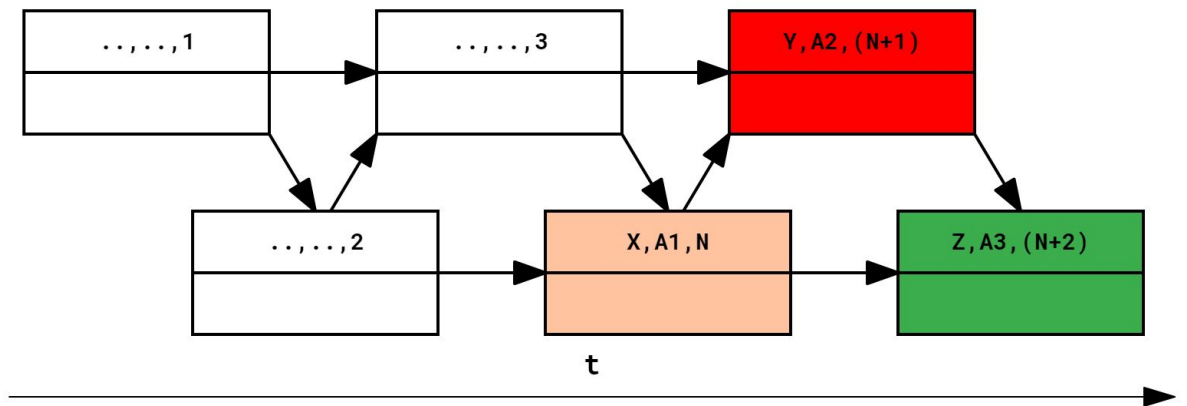 ..,..,1
..,..,3
Y,A2,(N+1)
..,..,2
X,A1,N
Z,A3,(N+2)
t